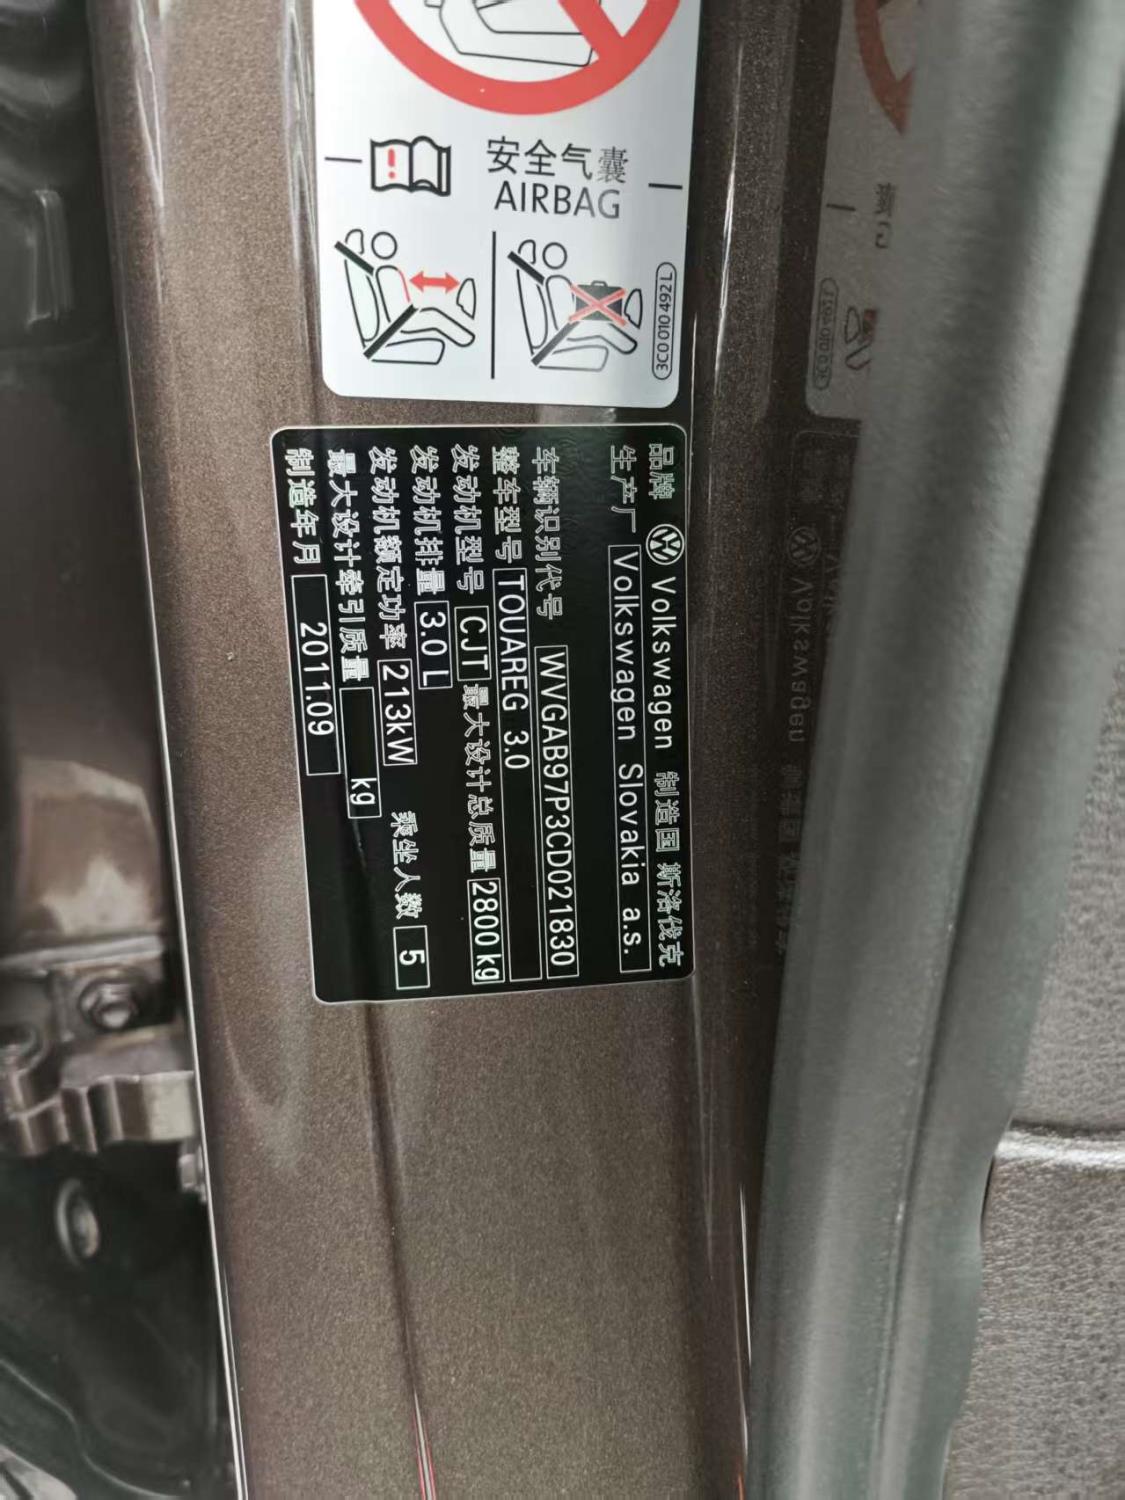 安全气囊
AIRBAG
3C0 010 492 L
品牌 Volkswagen 制造国 斯洛伐克
生产厂 Volkswagen Slovakia a.s.
车辆识别代号 WVGAB97P3CD021830
整车型号 TOUAREG 3.0
发动机型号 CJT 最大设计总质量 2800kg
发动机排量 3.0 L
发动机额定功率 213kW 乘坐人数 5
最大设计牵引质量 kg
制造年月 2011.09